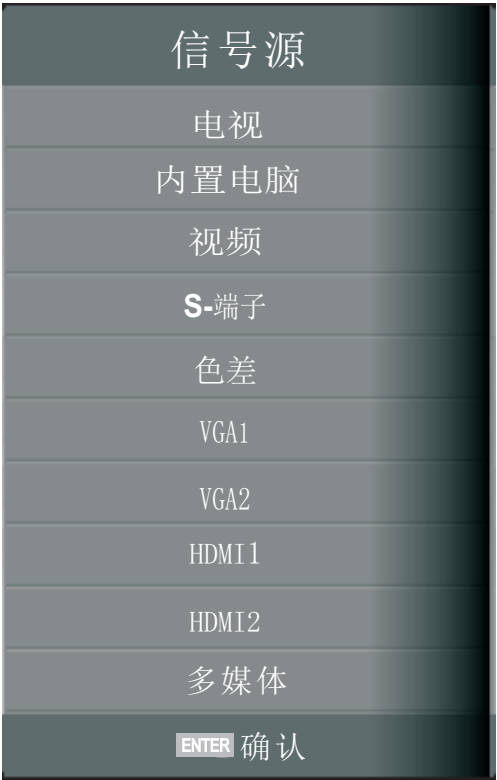 信号源
电视
内置电脑
视频
S-端子
色差
VGA1
VGA2
HDMI1
HDMI2
多媒体
ENTER 确认